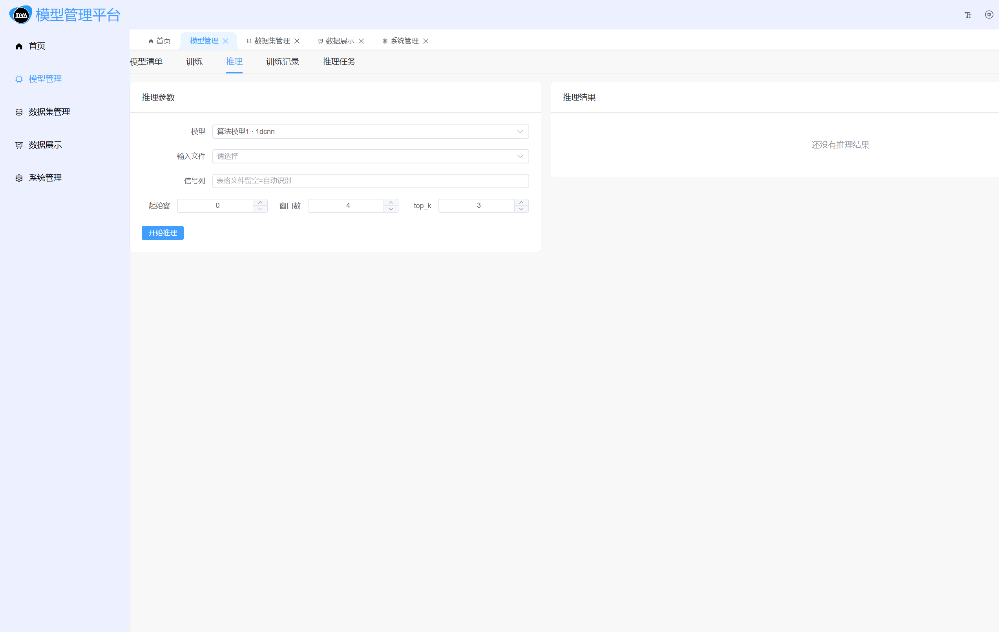 DVA 模型管理平台
首页
模型管理
数据集管理
数据展示
系统管理
首页 模型管理 数据集管理 数据展示 系统管理
模型清单 训练 推理 训练记录 推理任务
推理参数
模型 算法模型1 · 1dcnn
输入文件 请选择
信号列 表格文件留空=自动识别
起始窗 0 窗口数 4 top_k 3
开始推理
推理结果
还没有推理结果
Tт
中